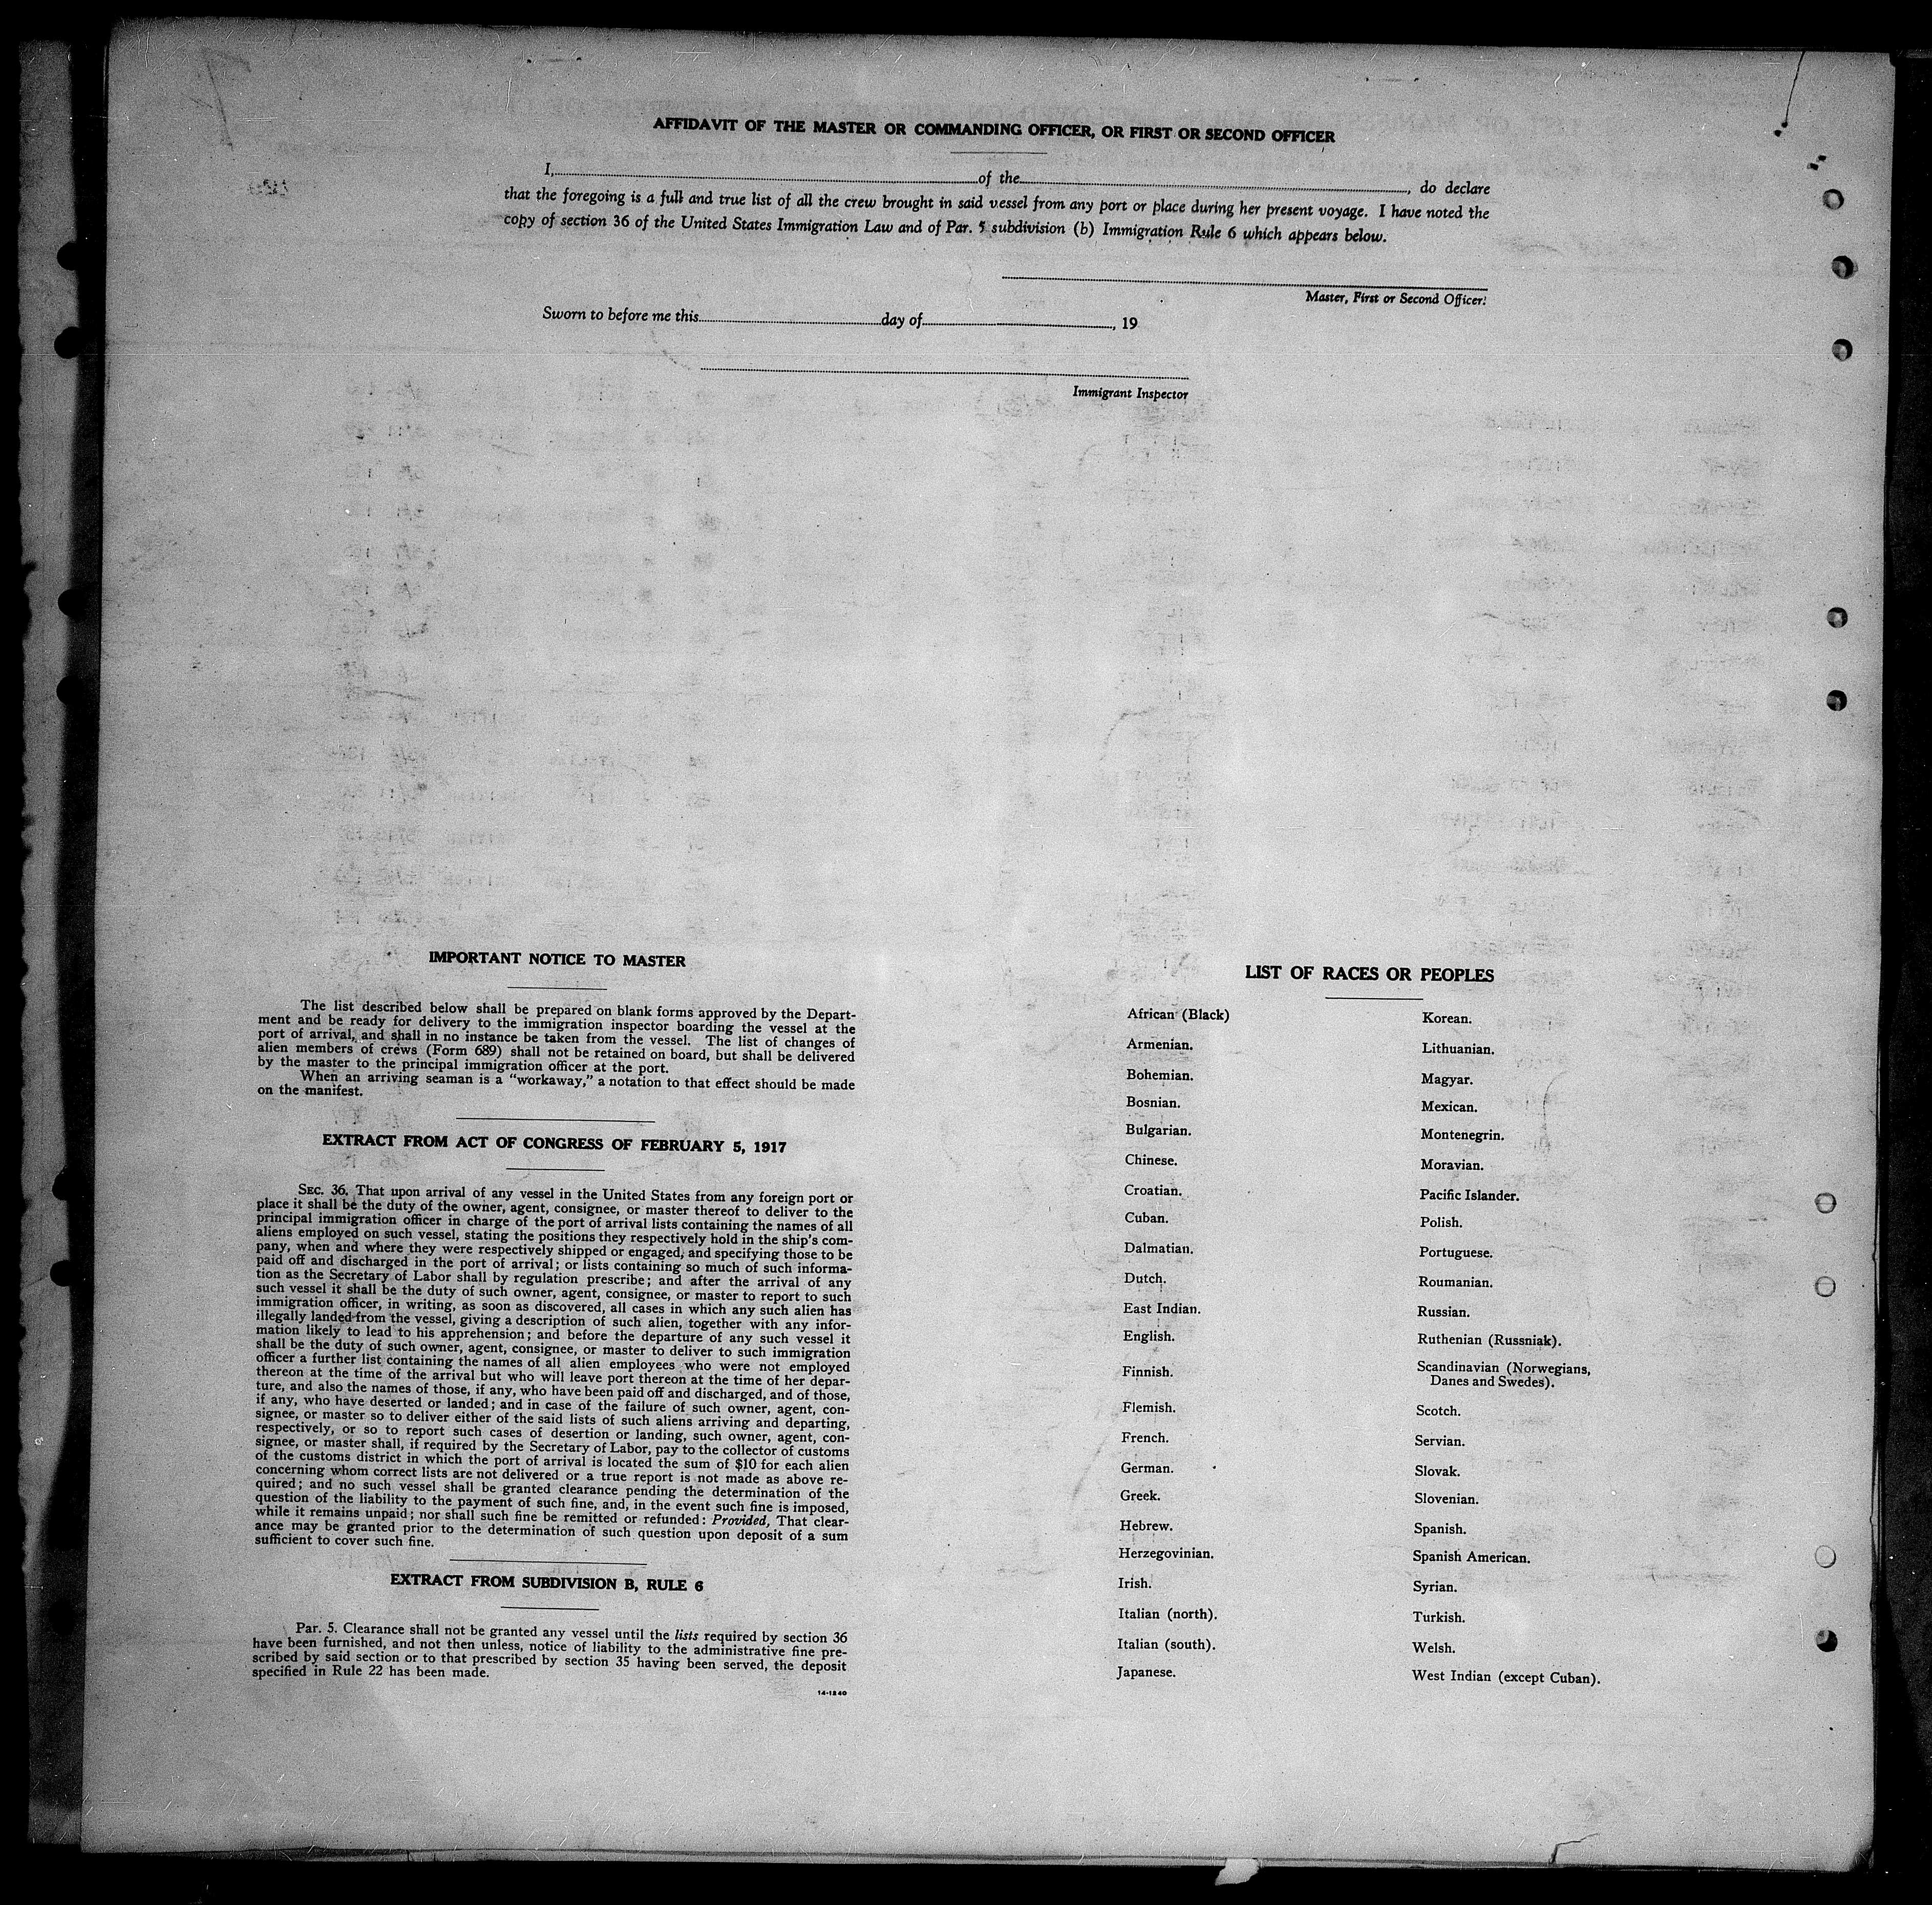 AFFIDAVIT OF THE MASTER OR COMMANDING OFFICER, OR FIRST OR SECOND OFFICER
I, of the , do declare
that the foregoing is a full and true list of all the crew brought in said vessel from any port or place during her present voyage. I have noted the
copy of section 36 of the United States Immigration Law and of Par. 5 subdivision (b) Immigration Rule 6 which appears below.
Master, First or Second Officer.
Sworn to before me this day of , 19
Immigrant Inspector
IMPORTANT NOTICE TO MASTER
The list described below shall be prepared on blank forms approved by the Depart-
ment and be ready for delivery to the immigration inspector boarding the vessel at the
port of arrival, and shall in no instance be taken from the vessel. The list of changes of
alien members of crews (Form 689) shall not be retained on board, but shall be delivered
by the master to the principal immigration officer at the port.
When an arriving seaman is a "workaway," a notation to that effect should be made
on the manifest.
EXTRACT FROM ACT OF CONGRESS OF FEBRUARY 5, 1917
SEC. 36. That upon arrival of any vessel in the United States from any foreign port or
place it shall be the duty of the owner, agent, consignee, or master thereof to deliver to the
principal immigration officer in charge of the port of arrival lists containing the names of all
aliens employed on such vessel, stating the positions they respectively hold in the ship's com-
pany, when and where they were respectively shipped or engaged, and specifying those to be
paid off and discharged in the port of arrival; or lists containing so much of such informa-
tion as the Secretary of Labor shall by regulation prescribe; and after the arrival of any
such vessel it shall be the duty of such owner, agent, consignee, or master to report to such
immigration officer, in writing, as soon as discovered, all cases in which any such alien has
illegally landed from the vessel, giving a description of such alien, together with any infor-
mation likely to lead to his apprehension; and before the departure of any such vessel it
shall be the duty of such owner, agent, consignee, or master to deliver to such immigration
officer a further list containing the names of all alien employees who were not employed
thereon at the time of the arrival but who will leave port thereon at the time of her depar-
ture, and also the names of those, if any, who have been paid off and discharged, and of those,
if any, who have deserted or landed; and in case of the failure of such owner, agent, con-
signee, or master so to deliver either of the said lists of such aliens arriving and departing,
respectively, or so to report such cases of desertion or landing, such owner, agent, con-
signee, or master shall, if required by the Secretary of Labor, pay to the collector of customs
of the customs district in which the port of arrival is located the sum of $10 for each alien
concerning whom correct lists are not delivered or a true report is not made as above re-
quired; and no such vessel shall be granted clearance pending the determination of the
question of the liability to the payment of such fine, and, in the event such fine is imposed,
while it remains unpaid; nor shall such fine be remitted or refunded: Provided, That clear-
ance may be granted prior to the determination of such question upon deposit of a sum
sufficient to cover such fine.
EXTRACT FROM SUBDIVISION B, RULE 6
Par. 5. Clearance shall not be granted any vessel until the lists required by section 36
have been furnished, and not then unless, notice of liability to the administrative fine pre-
scribed by said section or to that prescribed by section 35 having been served, the deposit
specified in Rule 22 has been made.
14-1240
LIST OF RACES OR PEOPLES
African (Black)
Armenian.
Bohemian.
Bosnian.
Bulgarian.
Chinese.
Croatian.
Cuban.
Dalmatian.
Dutch.
East Indian.
English.
Finnish.
Flemish.
French.
German.
Greek.
Hebrew.
Herzegovinian.
Irish.
Italian (north).
Italian (south).
Japanese.
Korean.
Lithuanian.
Magyar.
Mexican.
Montenegrin.
Moravian.
Pacific Islander.
Polish.
Portuguese.
Roumanian.
Russian.
Ruthenian (Russniak).
Scandinavian (Norwegians,
Danes and Swedes).
Scotch.
Servian.
Slovak.
Slovenian.
Spanish.
Spanish American.
Syrian.
Turkish.
Welsh.
West Indian (except Cuban).